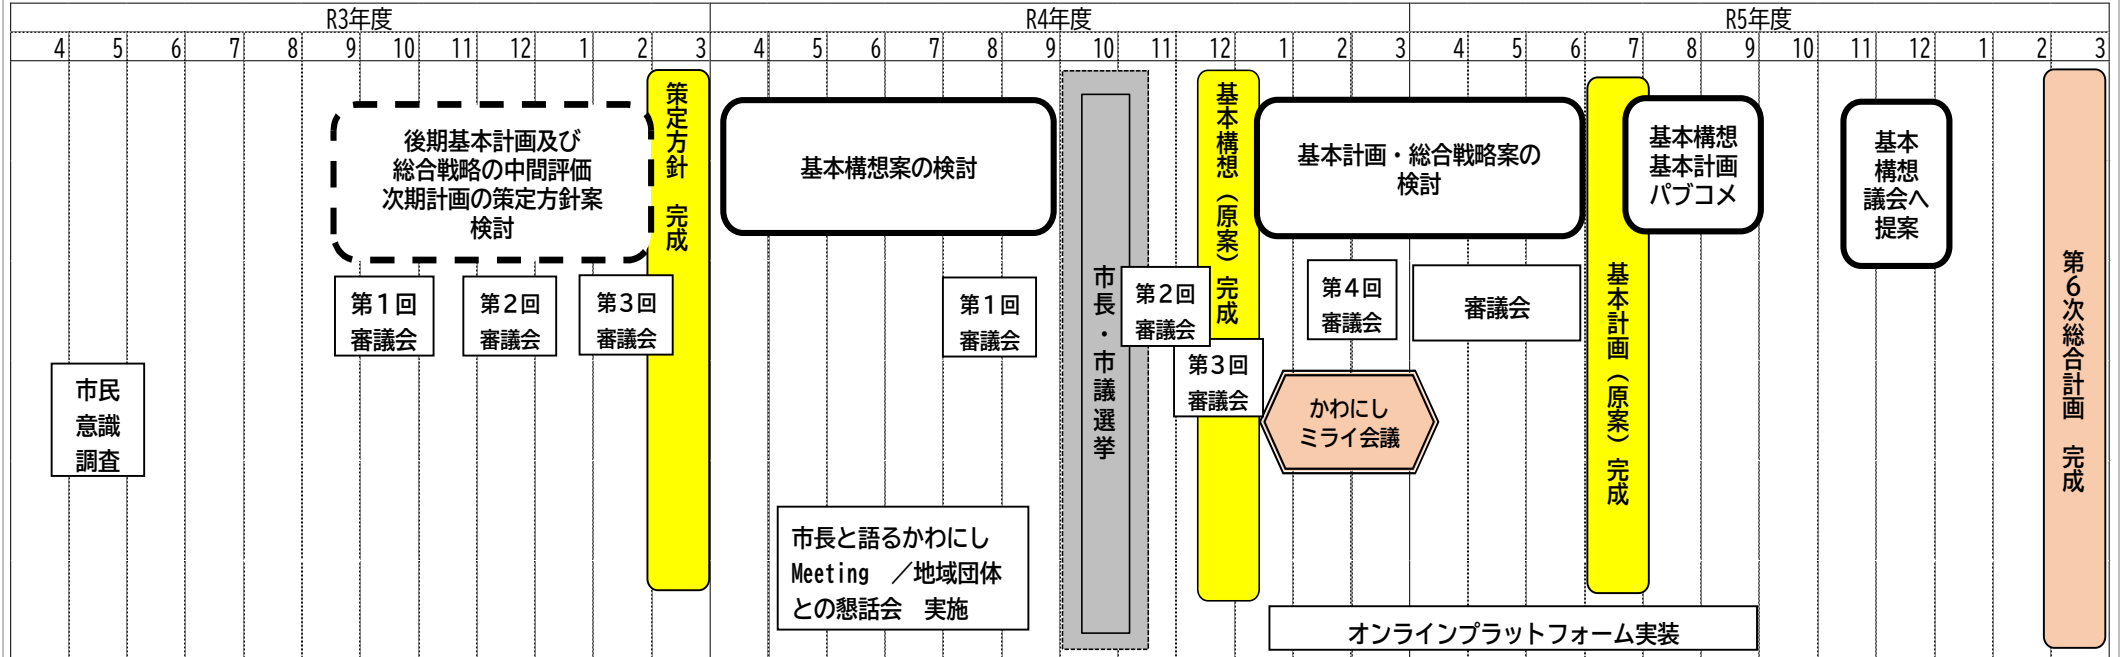 R3年度 R4年度 R5年度
4 5 6 7 8 9 10 11 12 1 2 3 4 5 6 7 8 9 10 11 12 1 2 3 4 5 6 7 8 9 10 11 12 1 2 3
後期基本計画及び
総合戦略の中間評価
次期計画の策定方針案
検討
策定方針 完成
基本構想案の検討
市長・市議選挙
基本構想（原案）完成
基本計画・総合戦略案の
検討
基本計画（原案）完成
基本構想
基本計画
パブコメ
基本
構想
議会へ
提案
第６次総合計画 完成
第１回
審議会
第２回
審議会
第３回
審議会
第１回
審議会
第２回
審議会
第３回
審議会
第４回
審議会
審議会
市民
意識
調査
かわにし
ミライ会議
市長と語るかわにし
Meeting ／地域団体
との懇話会 実施
オンラインプラットフォーム実装